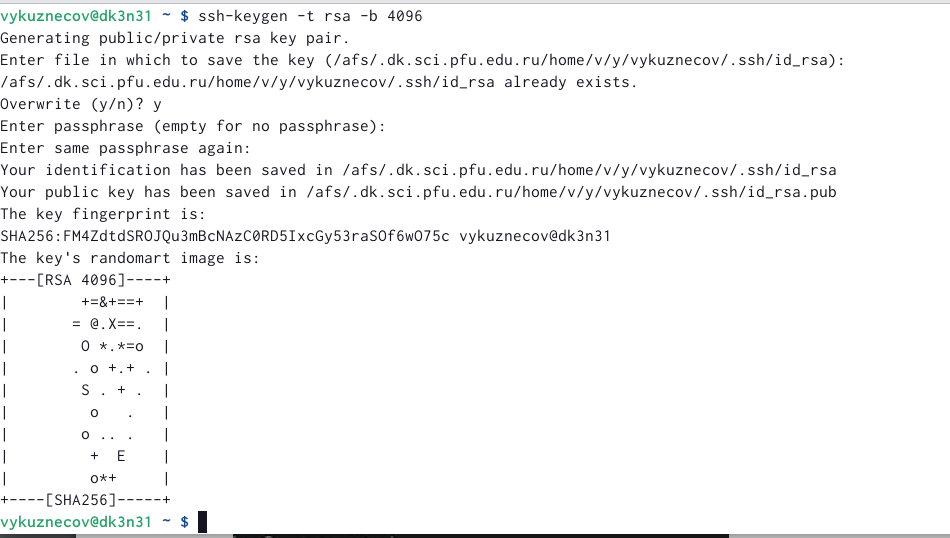 vykuznecov@dk3n31 ~ $ ssh-keygen -t rsa -b 4096
Generating public/private rsa key pair.
Enter file in which to save the key (/afs/.dk.sci.pfu.edu.ru/home/v/y/vykuznecov/.ssh/id_rsa):
/afs/.dk.sci.pfu.edu.ru/home/v/y/vykuznecov/.ssh/id_rsa already exists.
Overwrite (y/n)? y
Enter passphrase (empty for no passphrase):
Enter same passphrase again:
Your identification has been saved in /afs/.dk.sci.pfu.edu.ru/home/v/y/vykuznecov/.ssh/id_rsa
Your public key has been saved in /afs/.dk.sci.pfu.edu.ru/home/v/y/vykuznecov/.ssh/id_rsa.pub
The key fingerprint is:
SHA256:FM4ZdtdSROJQu3mBcNAzC0RD5IxcGy53raSOf6wO75c vykuznecov@dk3n31
The key's randomart image is:
+---[RSA 4096]----+
|        +=&+==+  |
|       = @.X==.  |
|        O *.*=o  |
|       . o +.+ . |
|        S . + .  |
|         o   .   |
|        o .. .   |
|         +  E    |
|         o*+     |
+----[SHA256]-----+
vykuznecov@dk3n31 ~ $